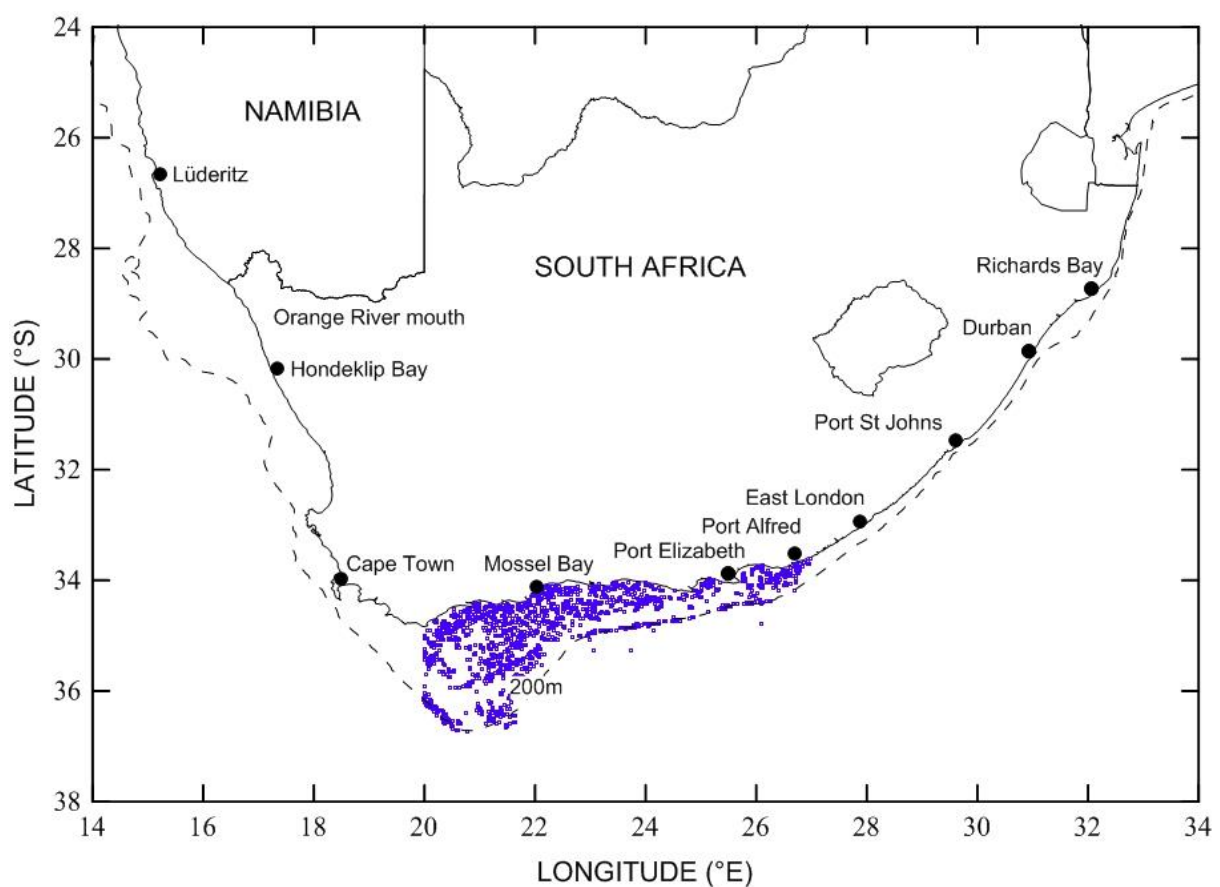 24
NAMIBIA
26
Lüderitz
28
SOUTH AFRICA
Richards Bay
Orange River mouth
Durban
30
Hondeklip Bay
Port St Johns
32
East London
Port Alfred
Cape Town
Mossel Bay
Port Elizabeth
34
200m
36
38
14 16 18 20 22 24 26 28 30 32 34
LATITUDE (°S)
LONGITUDE (°E)